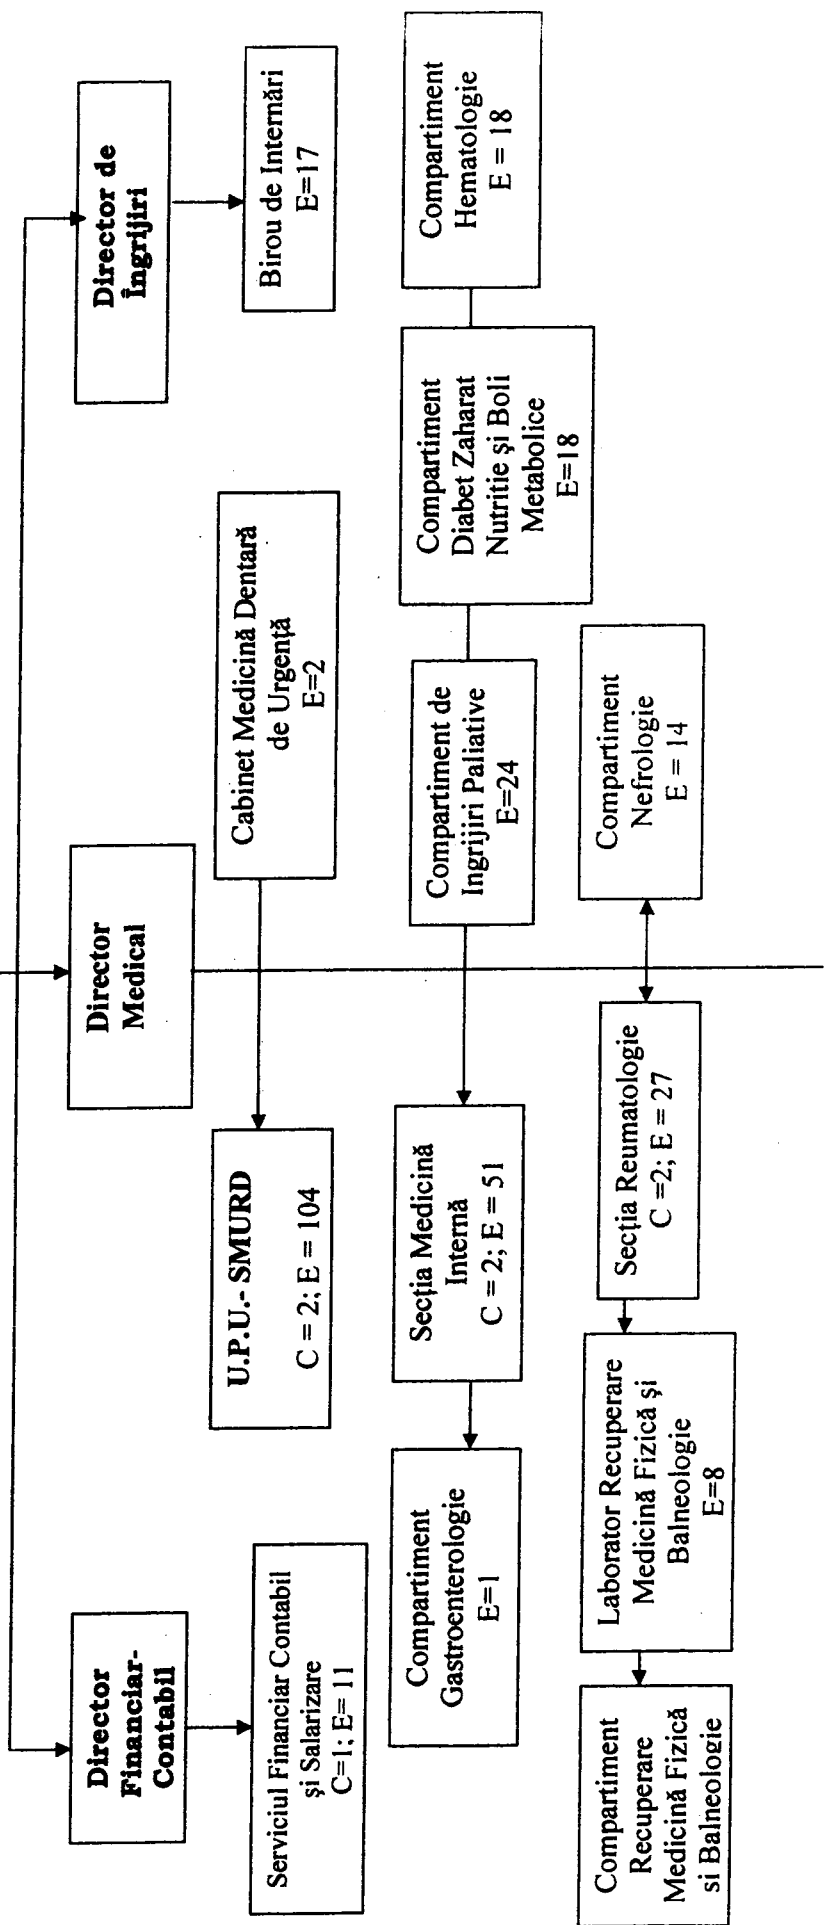 Director
Financiar-
Contabil
Director
Medical
Director de
Îngrijiri
Serviciul Financiar Contabil
și Salarizare
C=1; E= 11
U.P.U.- SMURD
C = 2; E = 104
Cabinet Medicină Dentară
de Urgență
E=2
Birou de Internări
E=17
Compartiment
Gastroenterologie
E=1
Secția Medicină
Internă
C = 2; E = 51
Compartiment de
Ingrijiri Paliative
E=24
Compartiment
Diabet Zaharat
Nutritie și Boli
Metabolice
E=18
Compartiment
Hematologie
E = 18
Compartiment
Recuperare
Medicină Fizică
si Balneologie
Laborator Recuperare
Medicină Fizică și
Balneologie
E=8
Secția Reumatologie
C =2; E = 27
Compartiment
Nefrologie
E = 14